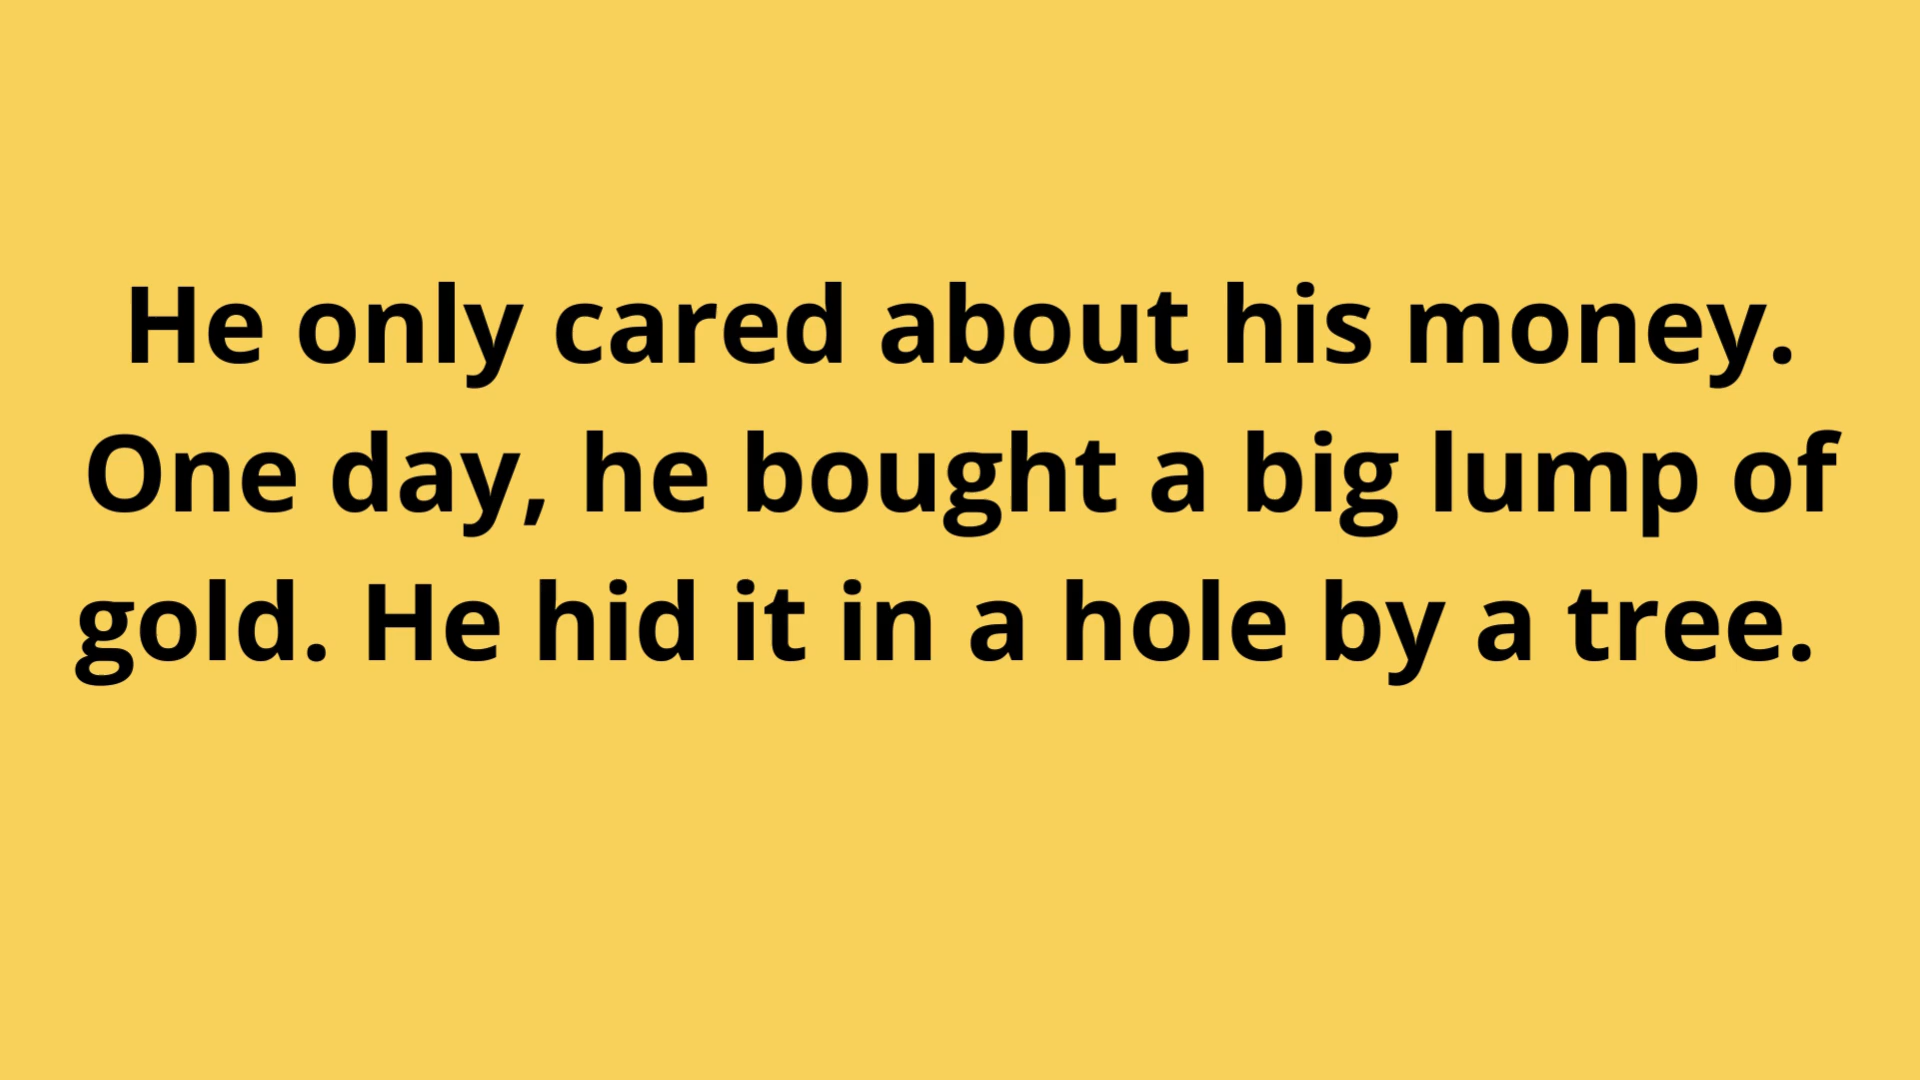 He only cared about his money.
One day, he bought a big lump of
gold. He hid it in a hole by a tree.